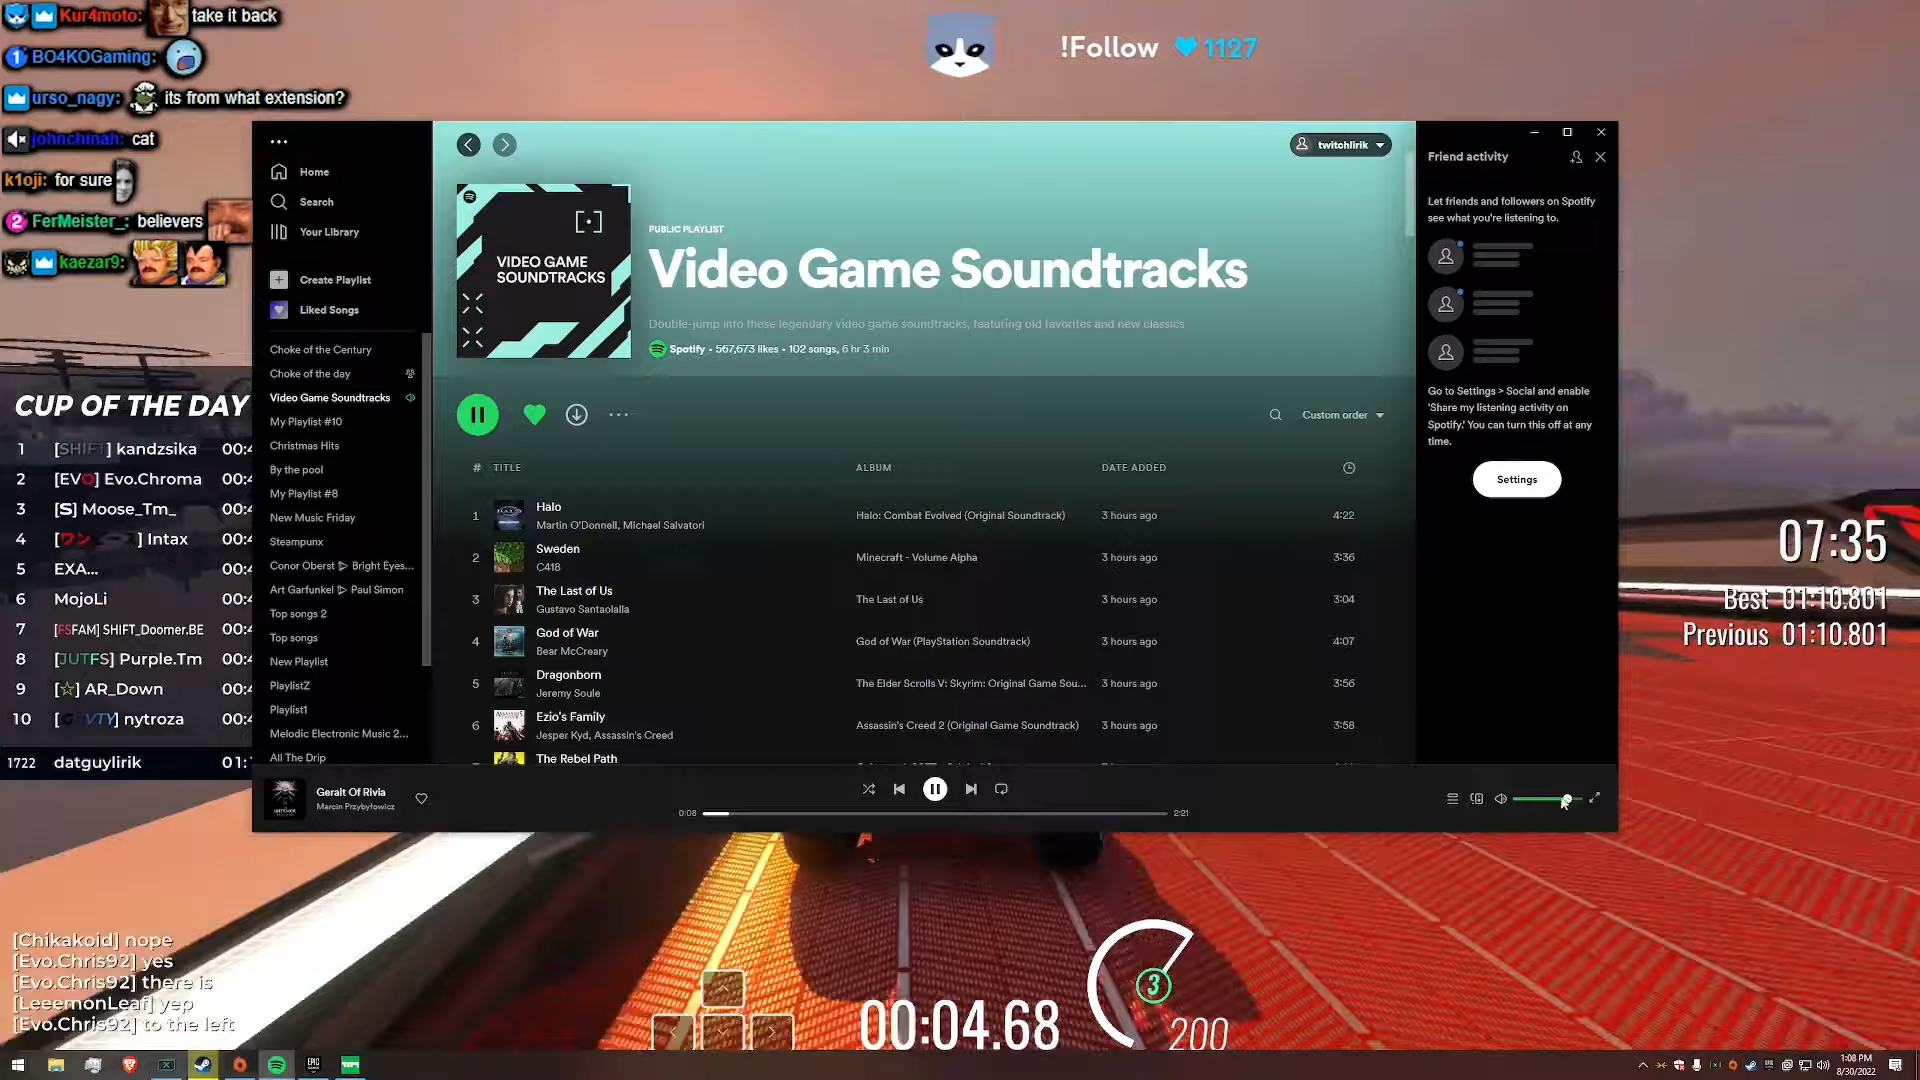 Kur4moto: take it back
!Follow 1127
BO4KOGaming:
urso_nagy: its from what extension?
johnchinah: cat
k1oji: for sure
FerMeister_: believers
kaezar9:
Home
Search
Your Library
Create Playlist
Liked Songs
Choke of the Century
Choke of the day
Video Game Soundtracks
My Playlist #10
Christmas Hits
By the pool
My Playlist #8
New Music Friday
Steampunx
Conor Oberst ▷ Bright Eyes...
Art Garfunkel ▷ Paul Simon
Top songs 2
Top songs
New Playlist
PlaylistZ
Playlist1
Melodic Electronic Music 2...
All The Drip
twitchlirik
VIDEO GAME
SOUNDTRACKS
PUBLIC PLAYLIST
Video Game Soundtracks
Double-jump into these legendary video game soundtracks, featuring old favorites and new classics
Spotify • 567,673 likes • 102 songs, 6 hr 3 min
Custom order
# TITLE ALBUM DATE ADDED
1 Halo Halo: Combat Evolved (Original Soundtrack) 3 hours ago 4:22
Martin O'Donnell, Michael Salvatori
2 Sweden Minecraft - Volume Alpha 3 hours ago 3:36
C418
3 The Last of Us The Last of Us 3 hours ago 3:04
Gustavo Santaolalla
4 God of War God of War (PlayStation Soundtrack) 3 hours ago 4:07
Bear McCreary
5 Dragonborn The Elder Scrolls V: Skyrim: Original Game Sou... 3 hours ago 3:56
Jeremy Soule
6 Ezio's Family Assassin's Creed 2 (Original Game Soundtrack) 3 hours ago 3:58
Jesper Kyd, Assassin's Creed
The Rebel Path
Friend activity
Let friends and followers on Spotify
see what you're listening to.
Go to Settings > Social and enable
'Share my listening activity on
Spotify.' You can turn this off at any
time.
Settings
Geralt Of Rivia
Marcin Przybyłowicz
0:08 2:21
CUP OF THE DAY
1 [SHIFT] kandzsika 00:4
2 [EVO] Evo.Chroma 00:4
3 [S] Moose_Tm_ 00:4
4 Intax 00:4
5 EXA... 00:4
6 MojoLi 00:4
7 [FSFAM] SHIFT_Doomer.BE 00:4
8 [JUTFS] Purple.Tm 00:4
9 [☆] AR_Down 00:4
10 nytroza 00:4
1722 datguylirik 01:
07:35
Best 01:10.801
Previous 01:10.801
[Chikakoid] nope
[Evo.Chris92] yes
[Evo.Chris92] there is
[LeeemonLeaf] yep
[Evo.Chris92] to the left
00:04.68
3
200
1:08 PM
8/30/2022